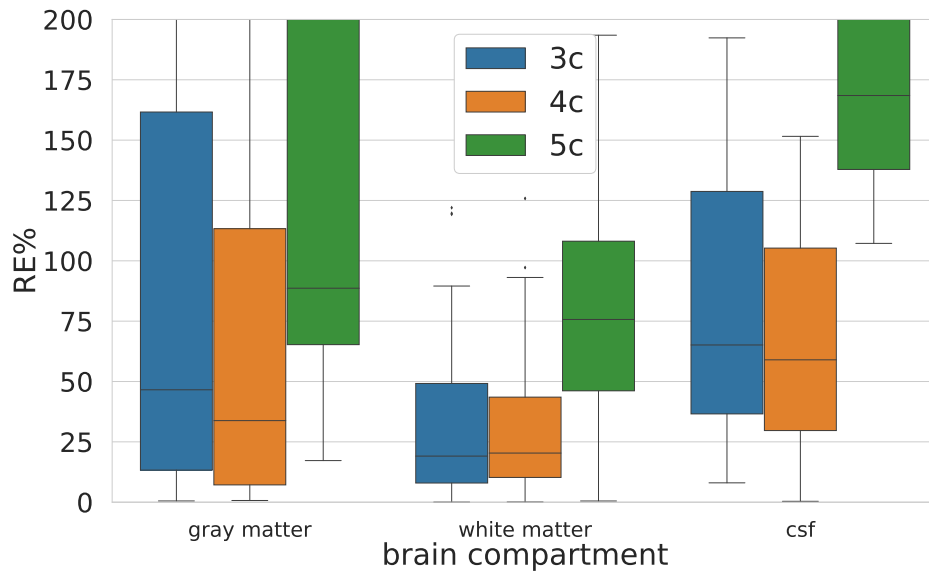 200
175
150
125
100
75
50
25
0
RE%
3c
4c
5c
gray matter
white matter
csf
brain compartment